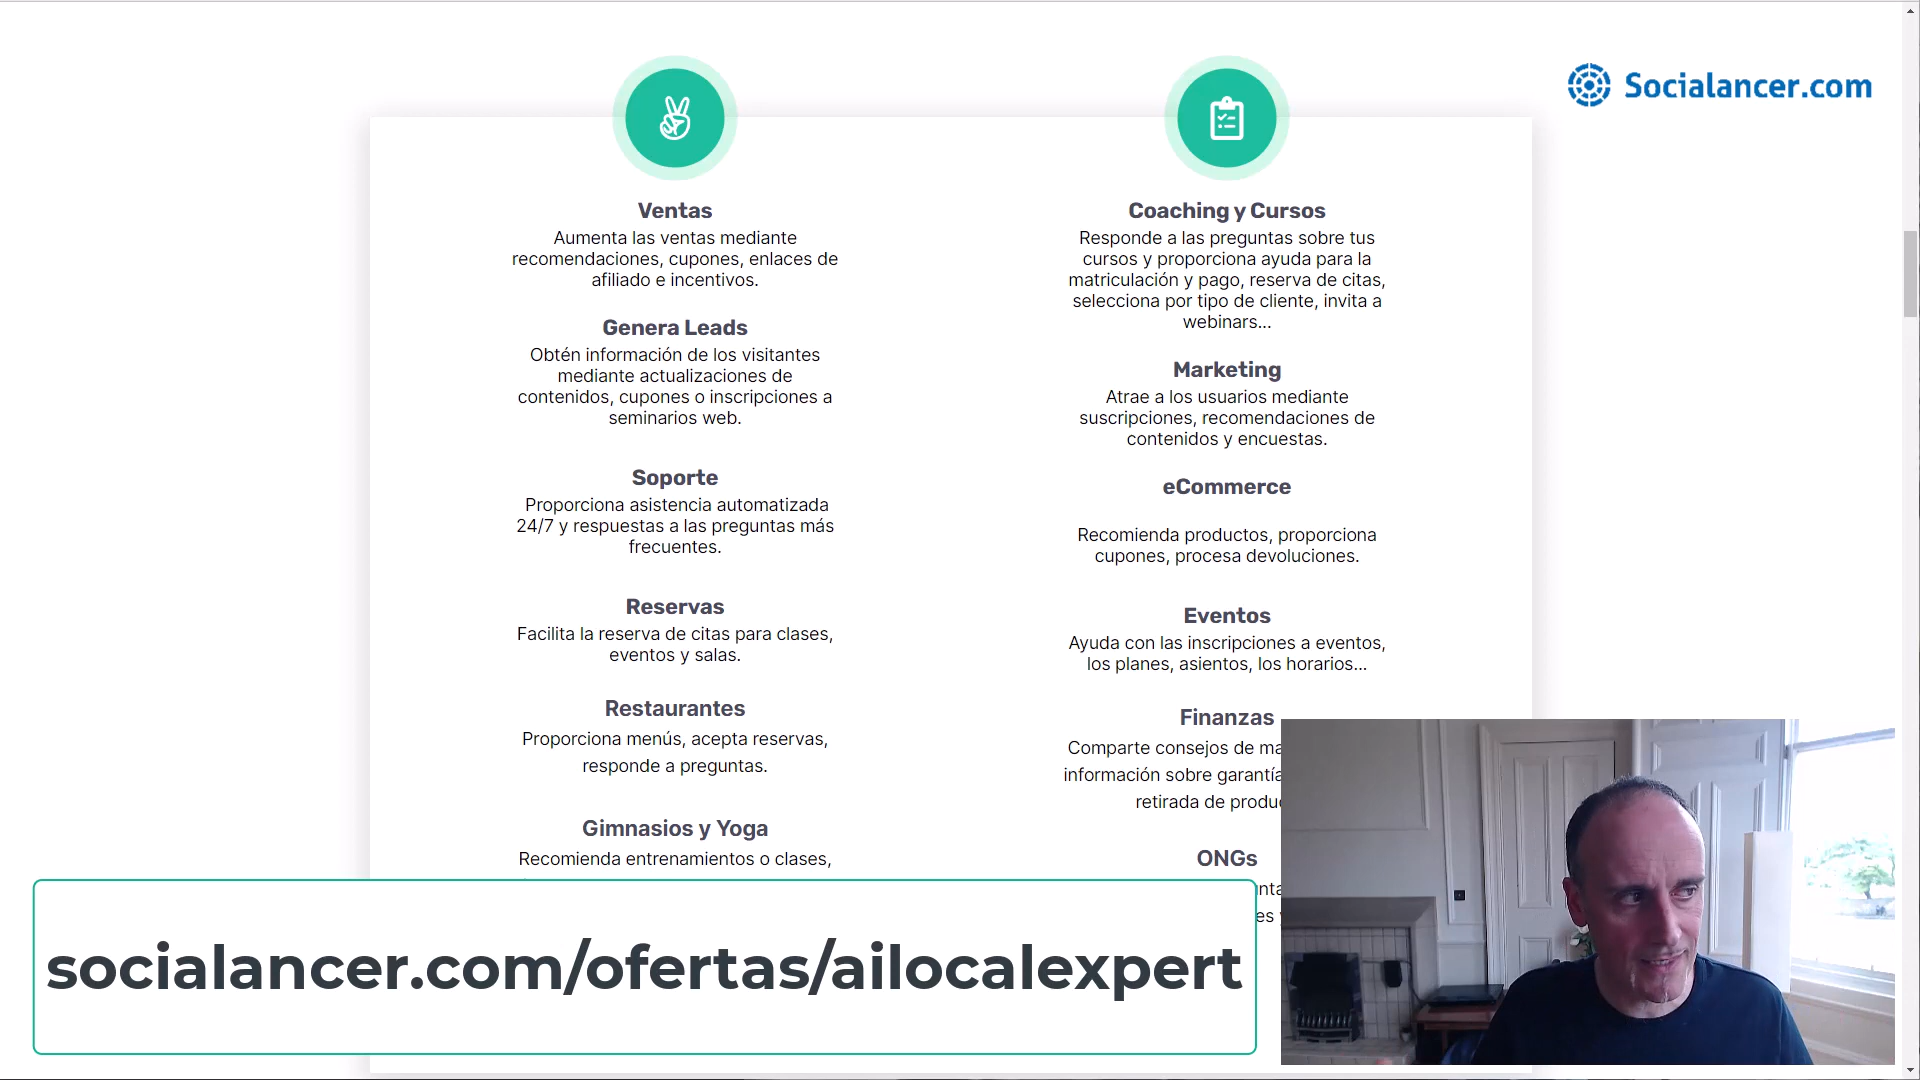 Socialancer.com
Ventas
Aumenta las ventas mediante
recomendaciones, cupones, enlaces de
afiliado e incentivos.
Genera Leads
Obtén información de los visitantes
mediante actualizaciones de
contenidos, cupones o inscripciones a
seminarios web.
Soporte
Proporciona asistencia automatizada
24/7 y respuestas a las preguntas más
frecuentes.
Reservas
Facilita la reserva de citas para clases,
eventos y salas.
Restaurantes
Proporciona menús, acepta reservas,
responde a preguntas.
Gimnasios y Yoga
Recomienda entrenamientos o clases,
Coaching y Cursos
Responde a las preguntas sobre tus
cursos y proporciona ayuda para la
matriculación y pago, reserva de citas,
selecciona por tipo de cliente, invita a
webinars...
Marketing
Atrae a los usuarios mediante
suscripciones, recomendaciones de
contenidos y encuestas.
eCommerce
Recomienda productos, proporciona
cupones, procesa devoluciones.
Eventos
Ayuda con las inscripciones a eventos,
los planes, asientos, los horarios...
Finanzas
Comparte consejos de
información sobre
retirada de
ONGs
socialancer.com/ofertas/ailocalexpert